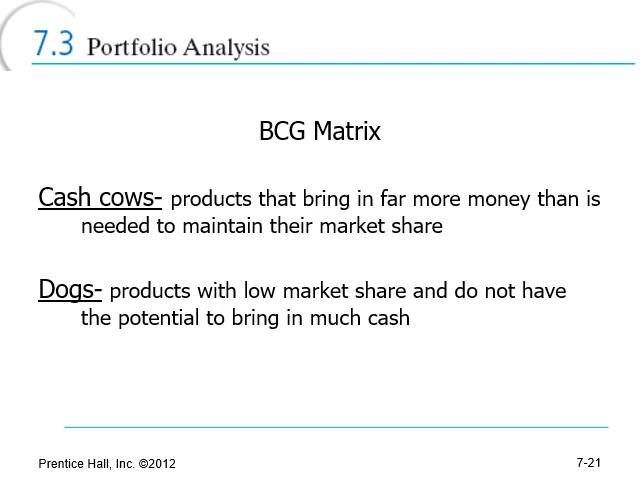 7.3 Portfolio Analysis
BCG Matrix
Cash cows- products that bring in far more money than is
needed to maintain their market share
Dogs- products with low market share and do not have
the potential to bring in much cash
Prentice Hall, Inc. ©2012
7-21